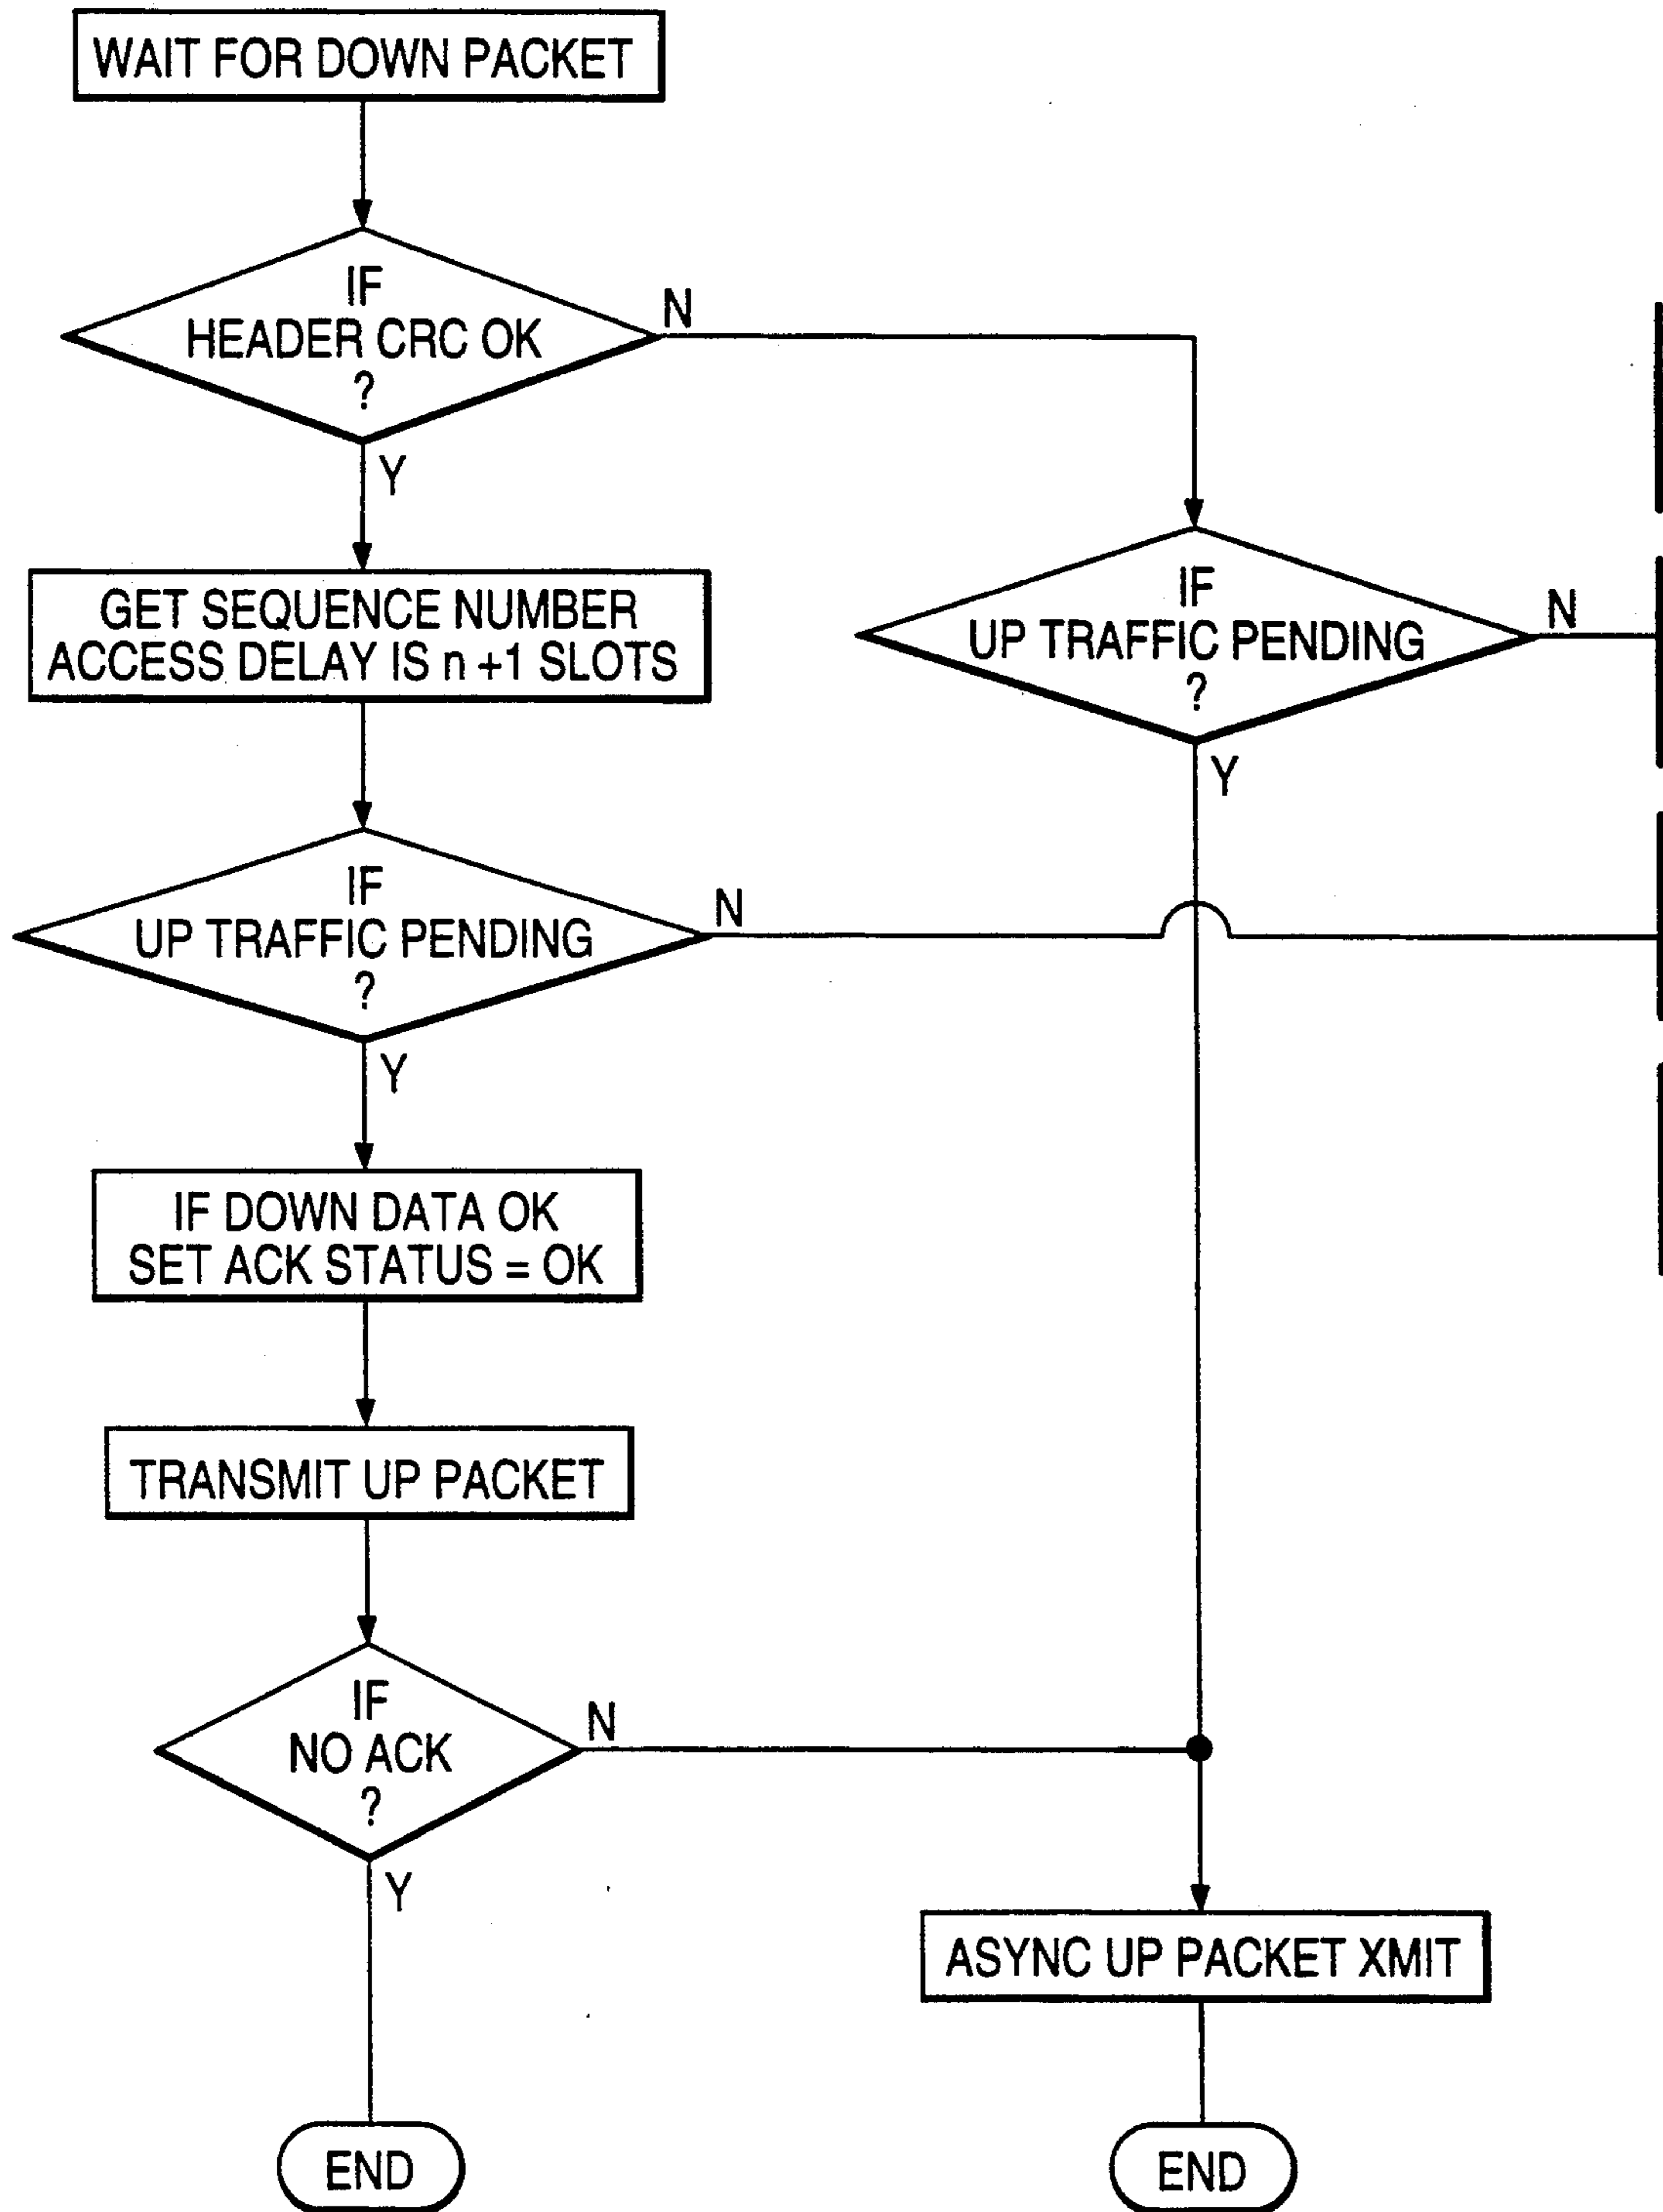 WAIT FOR DOWN PACKET
IF
HEADER CRC OK
?
N
Y
GET SEQUENCE NUMBER
ACCESS DELAY IS n +1 SLOTS
IF
UP TRAFFIC PENDING
?
N
Y
IF
UP TRAFFIC PENDING
?
N
Y
IF DOWN DATA OK
SET ACK STATUS = OK
TRANSMIT UP PACKET
IF
NO ACK
?
N
Y
ASYNC UP PACKET XMIT
END
END